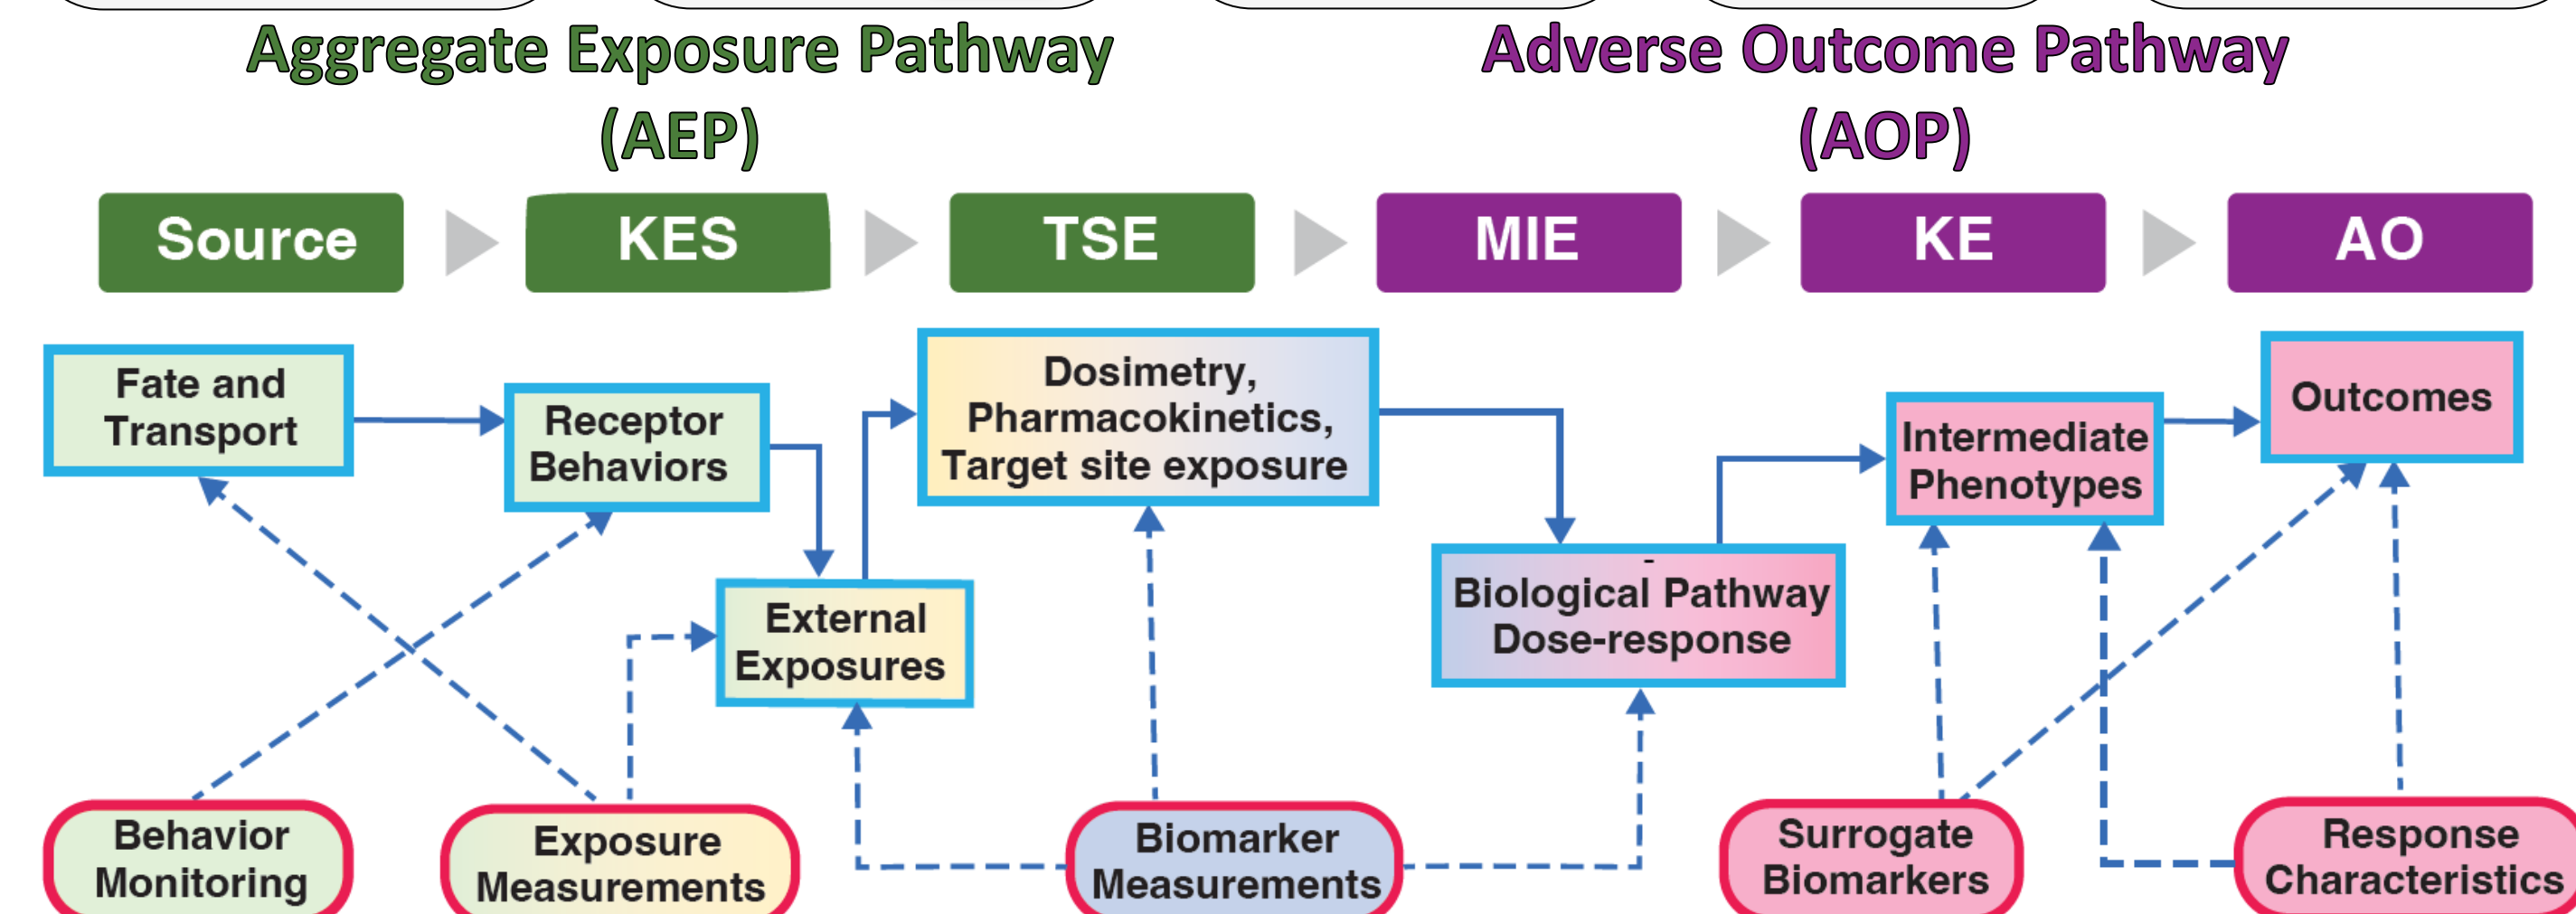 Aggregate Exposure Pathway
(AEP)
Adverse Outcome Pathway
(AOP)
Source
KES
TSE
MIE
KE
AO
Fate and
Transport
Receptor
Behaviors
External
Exposures
Dosimetry,
Pharmacokinetics,
Target site exposure
-
Biological Pathway
Dose-response
Intermediate
Phenotypes
Outcomes
Behavior
Monitoring
Exposure
Measurements
Biomarker
Measurements
Surrogate
Biomarkers
Response
Characteristics